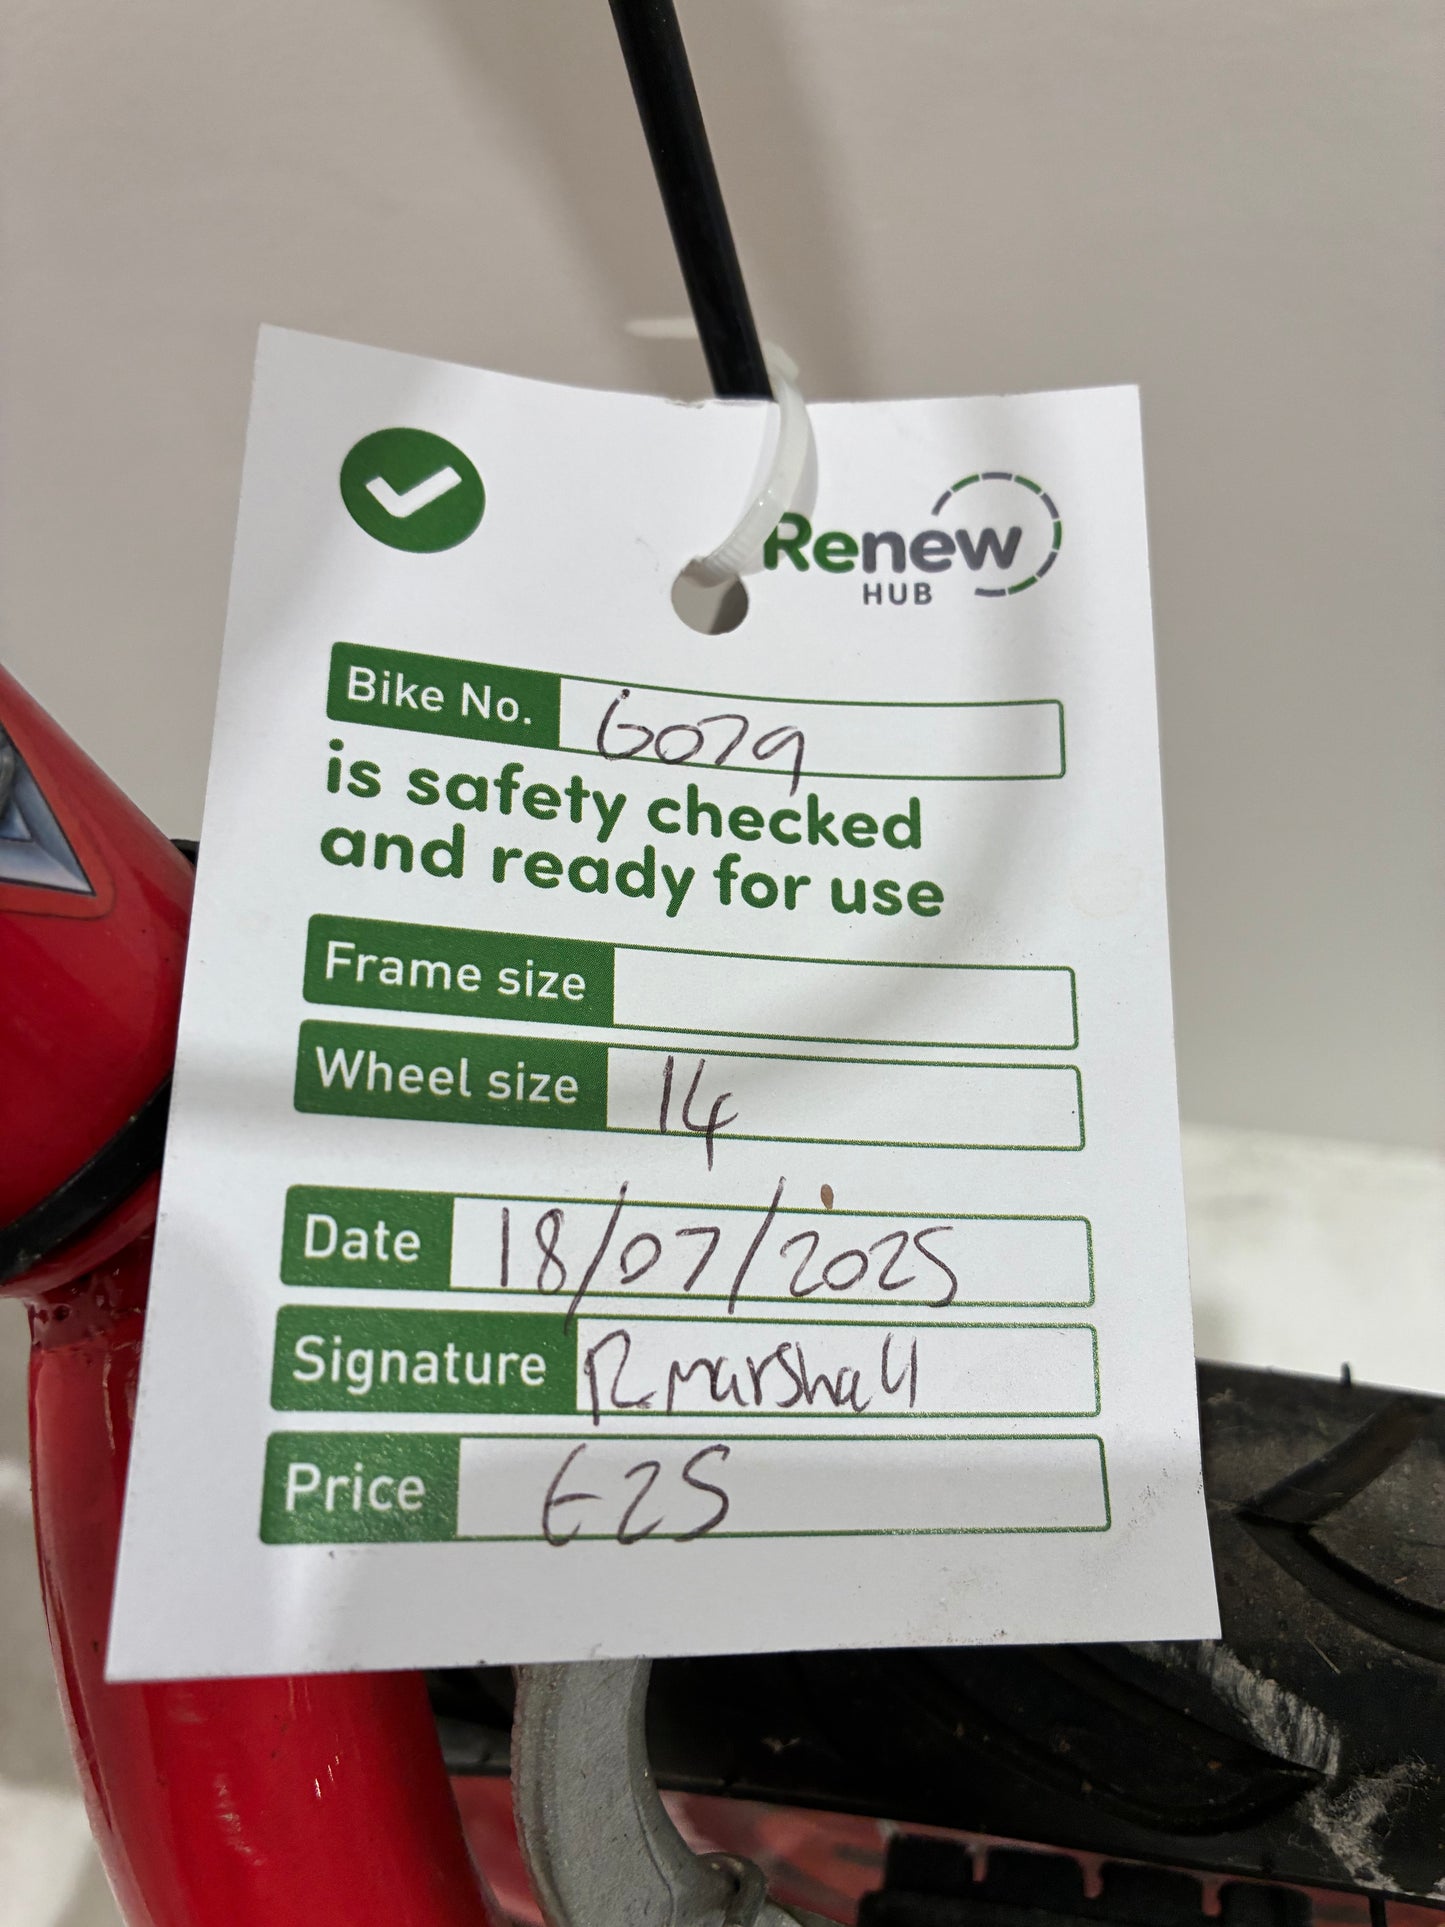 Renew
HUB
Bike No. 6079
is safety checked
and ready for use
Frame size
Wheel size 14
Date 18/07/2025
Signature R marshall
Price £25